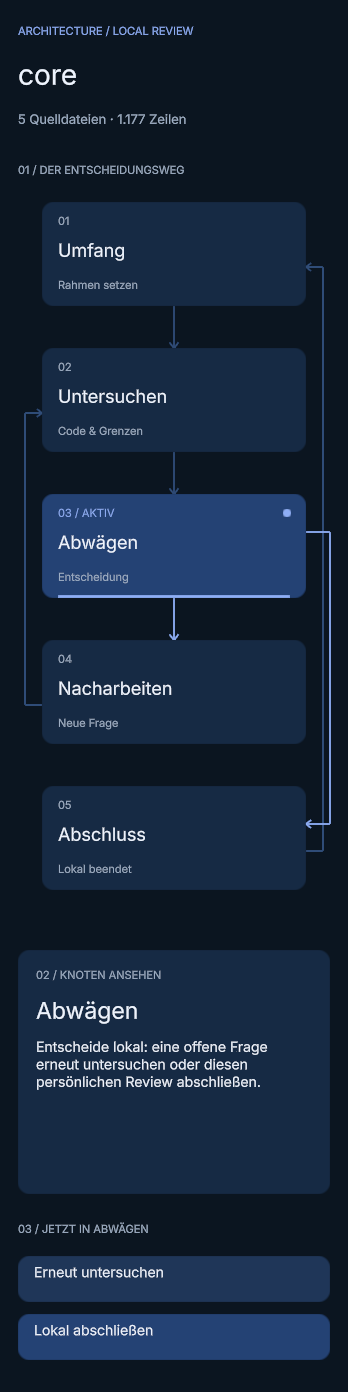 ARCHITECTURE / LOCAL REVIEW
core
5 Quelldateien · 1.177 Zeilen
01 / DER ENTSCHEIDUNGSWEG
01
Umfang
Rahmen setzen
02
Untersuchen
Code & Grenzen
03 / AKTIV
Abwägen
Entscheidung
04
Nacharbeiten
Neue Frage
05
Abschluss
Lokal beendet
02 / KNOTEN ANSEHEN
Abwägen
Entscheide lokal: eine offene Frage
erneut untersuchen oder diesen
persönlichen Review abschließen.
03 / JETZT IN ABWÄGEN
Erneut untersuchen
Lokal abschließen